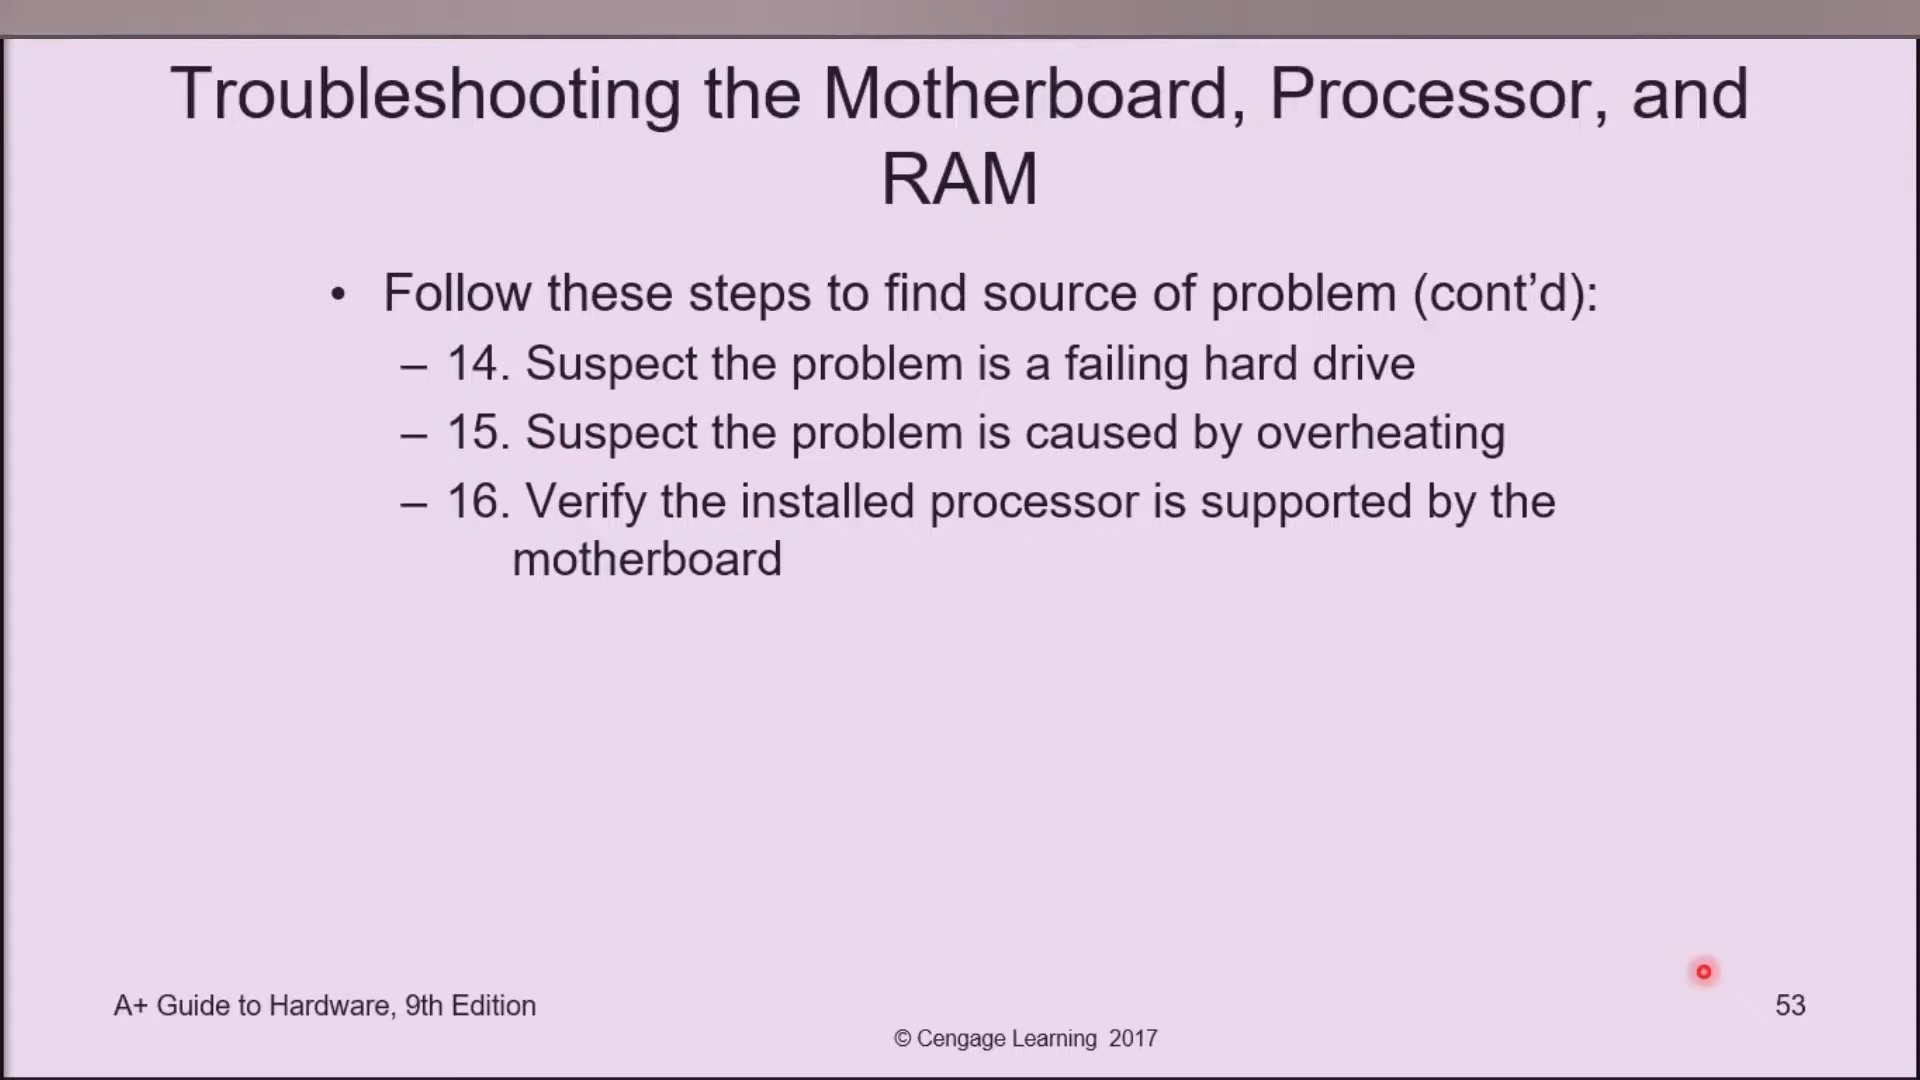 Troubleshooting the Motherboard, Processor, and
RAM
• Follow these steps to find source of problem (cont’d):
– 14. Suspect the problem is a failing hard drive
– 15. Suspect the problem is caused by overheating
– 16. Verify the installed processor is supported by the
motherboard
A+ Guide to Hardware, 9th Edition
53
© Cengage Learning 2017